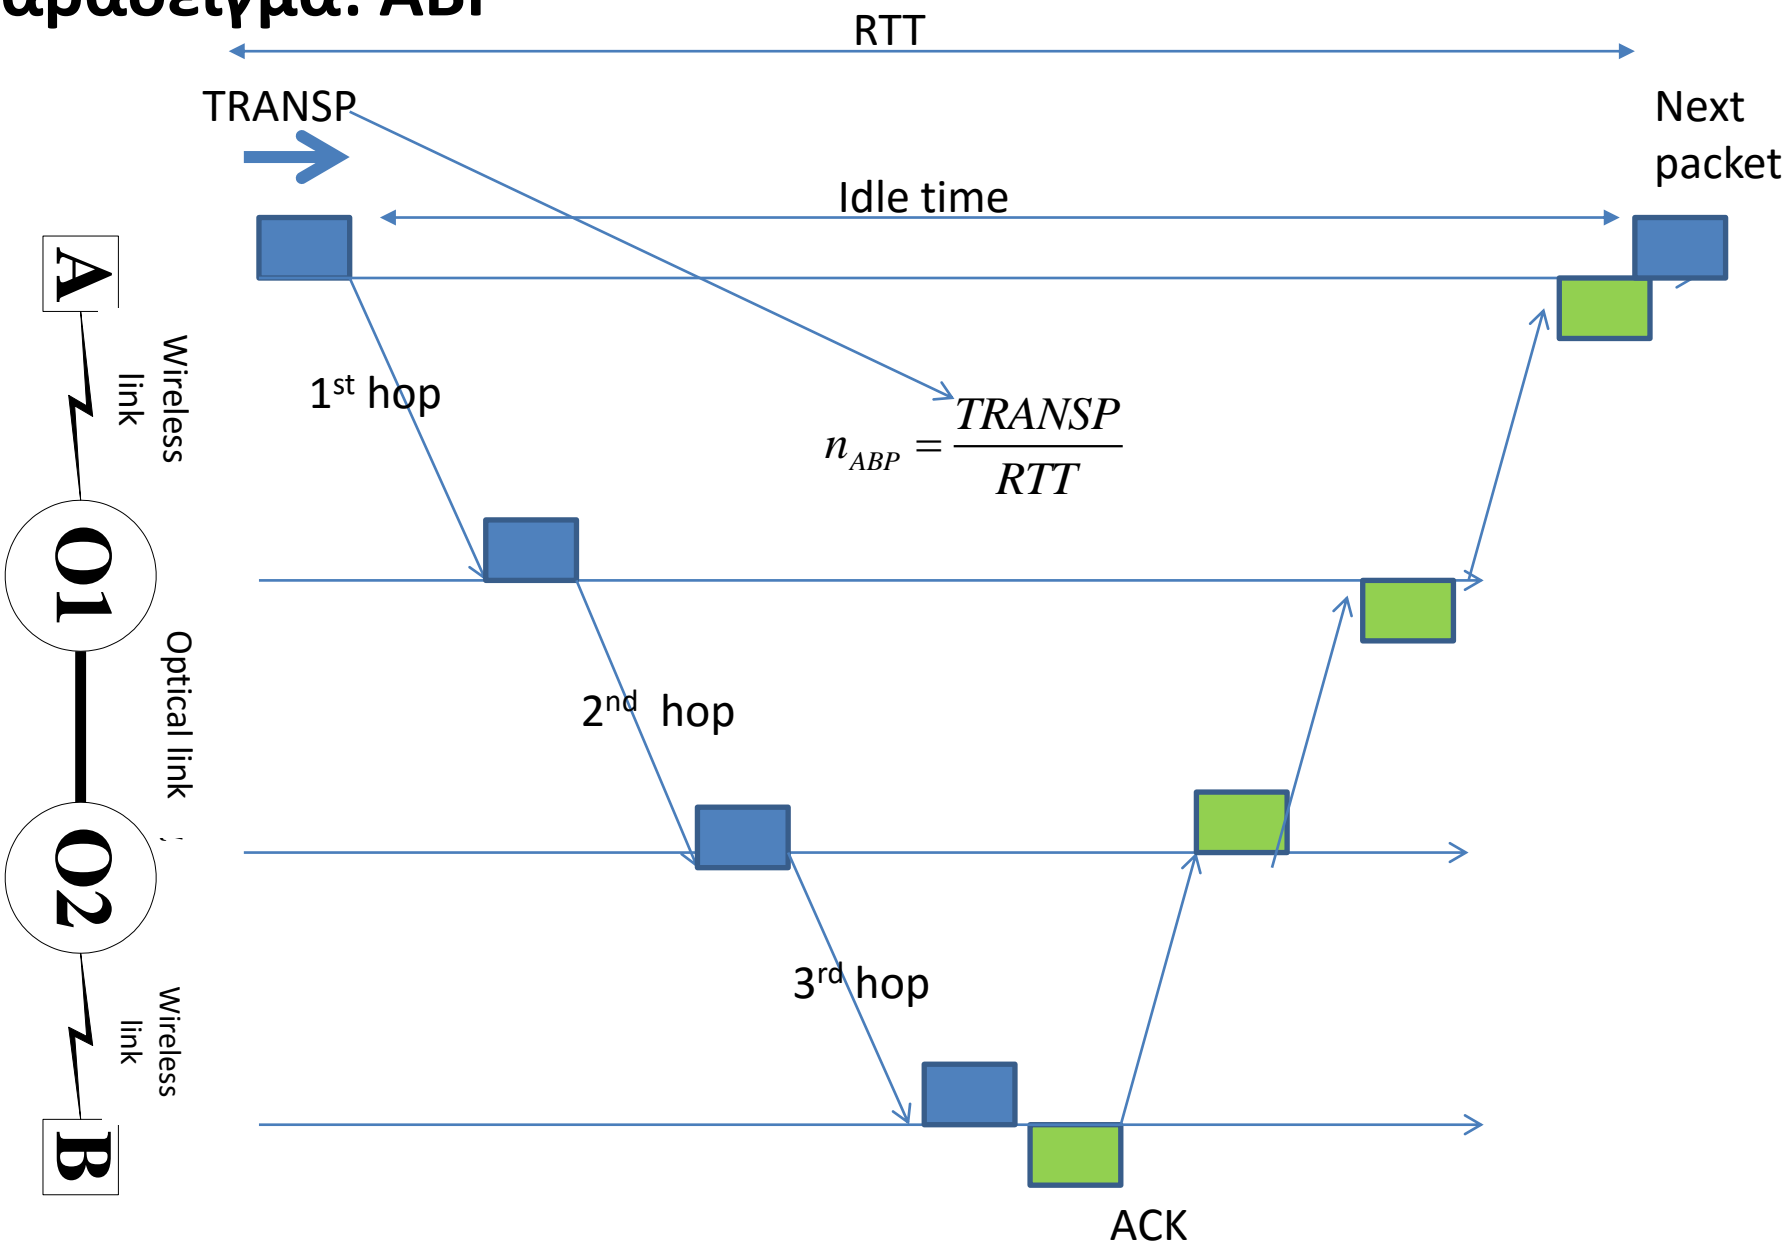 ABP
RTT
TRANSP
Next
packet
Idle time
A
Wireless
link
1st hop
n_ABP = TRANSP / RTT
O1
Optical link
2nd hop
O2
3rd hop
Wireless
link
B
ACK